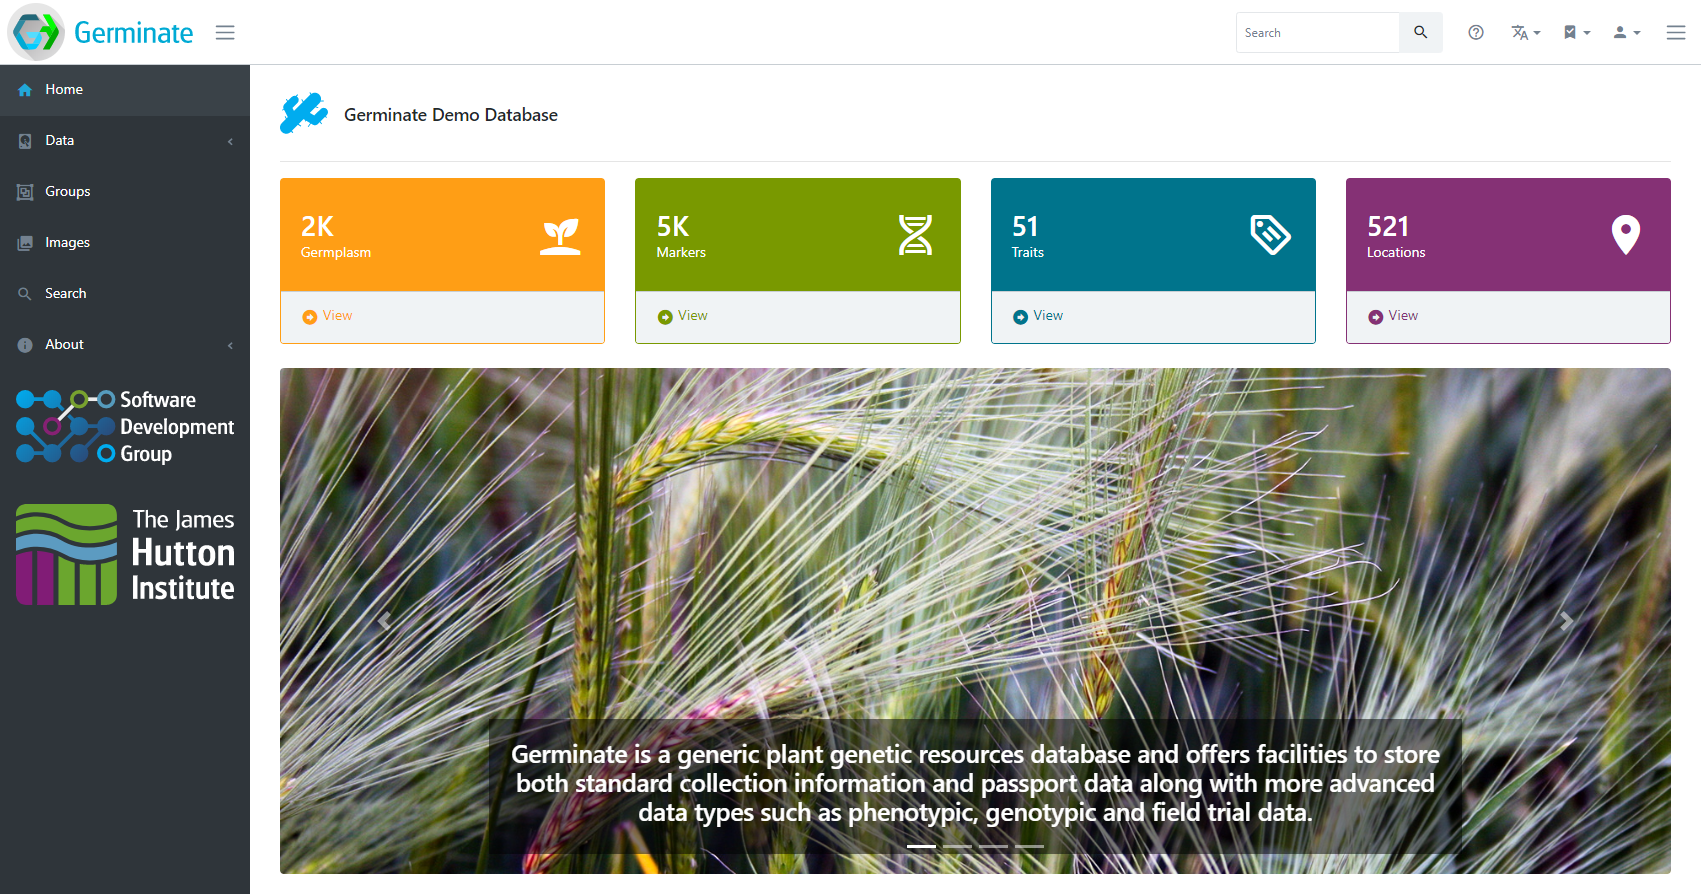 Germinate
Search
Home
Data
Groups
Images
Search
About
Software
Development
Group
The James
Hutton
Institute
Germinate Demo Database
2K
Germplasm
View
5K
Markers
View
51
Traits
View
521
Locations
View
Germinate is a generic plant genetic resources database and offers facilities to store
both standard collection information and passport data along with more advanced
data types such as phenotypic, genotypic and field trial data.